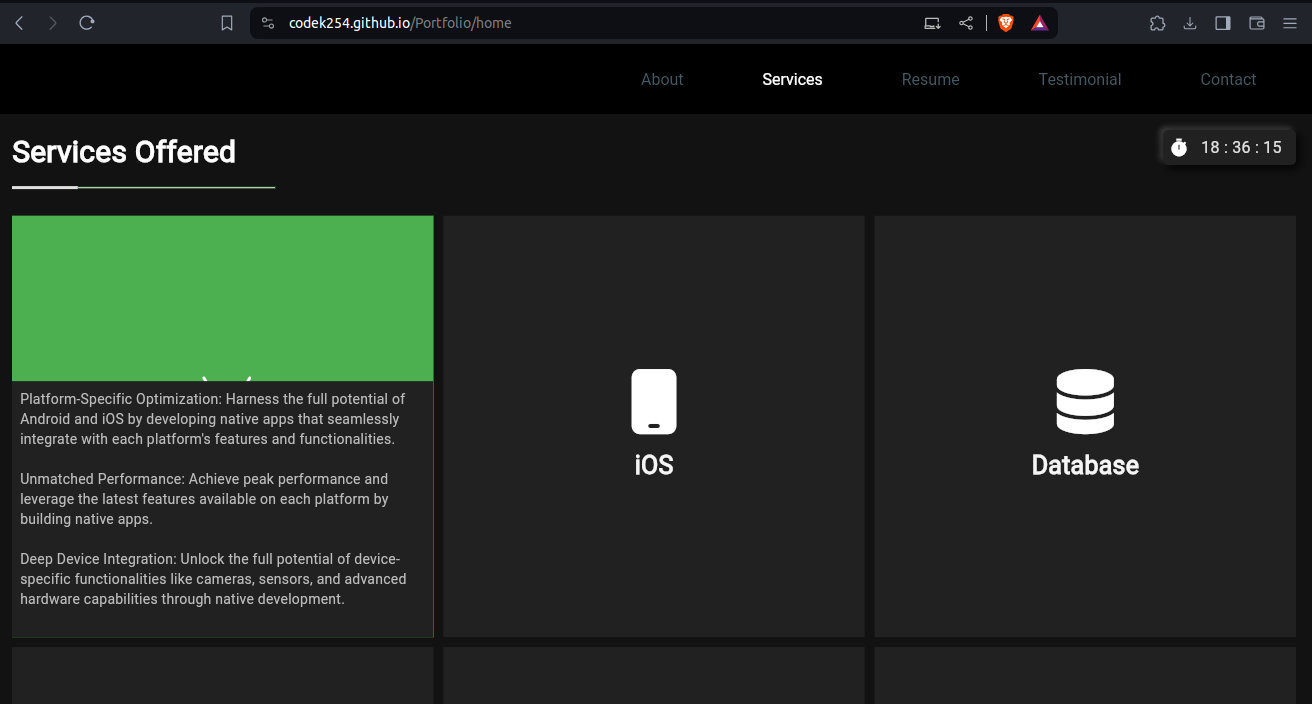 codek254.github.io/Portfolio/home
About Services Resume Testimonial Contact
Services Offered
18 : 36 : 15
Platform-Specific Optimization: Harness the full potential of
Android and iOS by developing native apps that seamlessly
integrate with each platform's features and functionalities.
Unmatched Performance: Achieve peak performance and
leverage the latest features available on each platform by
building native apps.
Deep Device Integration: Unlock the full potential of device-
specific functionalities like cameras, sensors, and advanced
hardware capabilities through native development.
iOS
Database